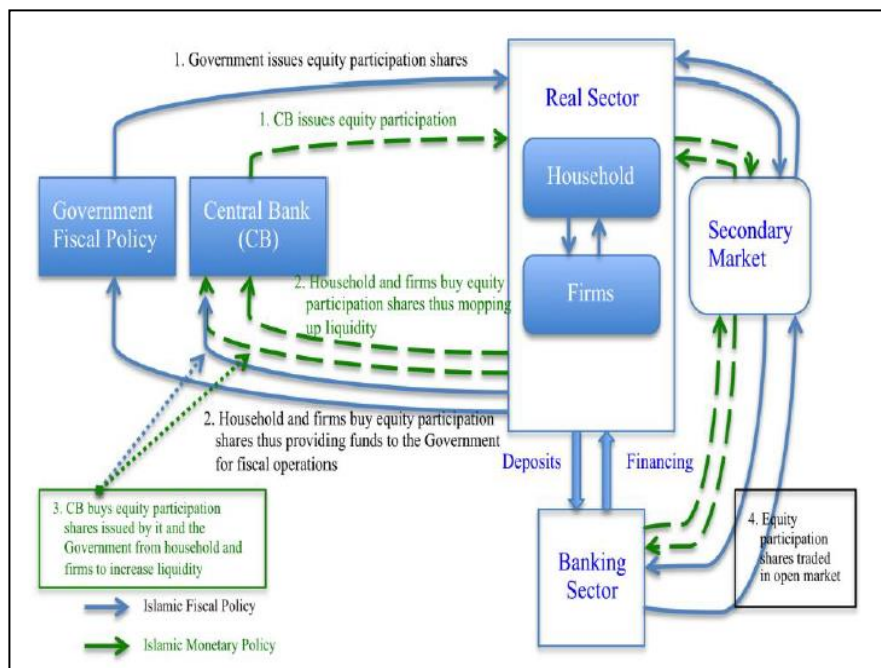 1. Government issues equity participation shares
1. CB issues equity participation
Real Sector
Household
Firms
Government
Fiscal Policy
Central Bank
(CB)
Secondary
Market
2. Household and firms buy equity
participation shares thus mopping
up liquidity
2. Household and firms buy equity participation
shares thus providing funds to the Government
for fiscal operations
Deposits
Financing
3. CB buys equity participation
shares issued by it and the
Government from household and
firms to increase liquidity
Banking
Sector
4. Equity
participation
shares traded
in open market
Islamic Fiscal Policy
Islamic Monetary Policy